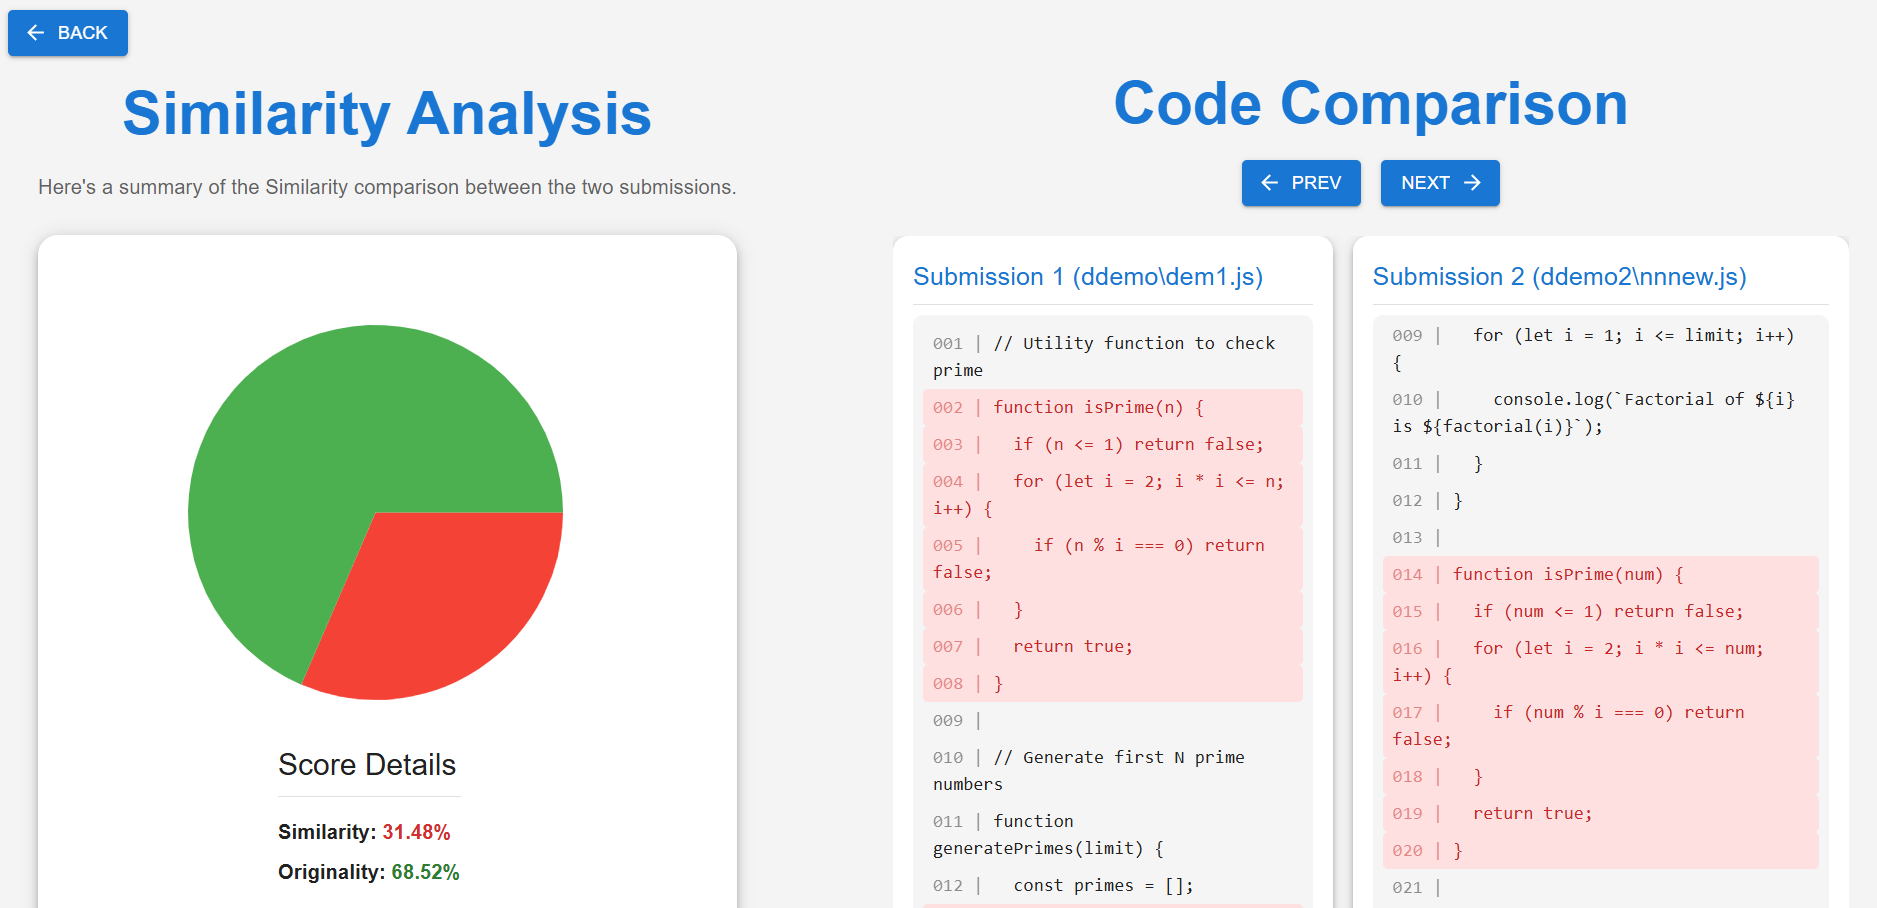 BACK
Similarity Analysis
Here's a summary of the Similarity comparison between the two submissions.
Score Details
Similarity: 31.48%
Originality: 68.52%
Code Comparison
PREV
NEXT
Submission 1 (ddemo\dem1.js)
001 | // Utility function to check
prime
002 | function isPrime(n) {
003 |   if (n <= 1) return false;
004 |   for (let i = 2; i * i <= n;
i++) {
005 |     if (n % i === 0) return
false;
006 |   }
007 |   return true;
008 | }
009 |
010 | // Generate first N prime
numbers
011 | function
generatePrimes(limit) {
012 |   const primes = [];
Submission 2 (ddemo2\nnnew.js)
009 |   for (let i = 1; i <= limit; i++)
{
010 |     console.log(`Factorial of ${i}
is ${factorial(i)}`);
011 |   }
012 | }
013 |
014 | function isPrime(num) {
015 |   if (num <= 1) return false;
016 |   for (let i = 2; i * i <= num;
i++) {
017 |     if (num % i === 0) return
false;
018 |   }
019 |   return true;
020 | }
021 |